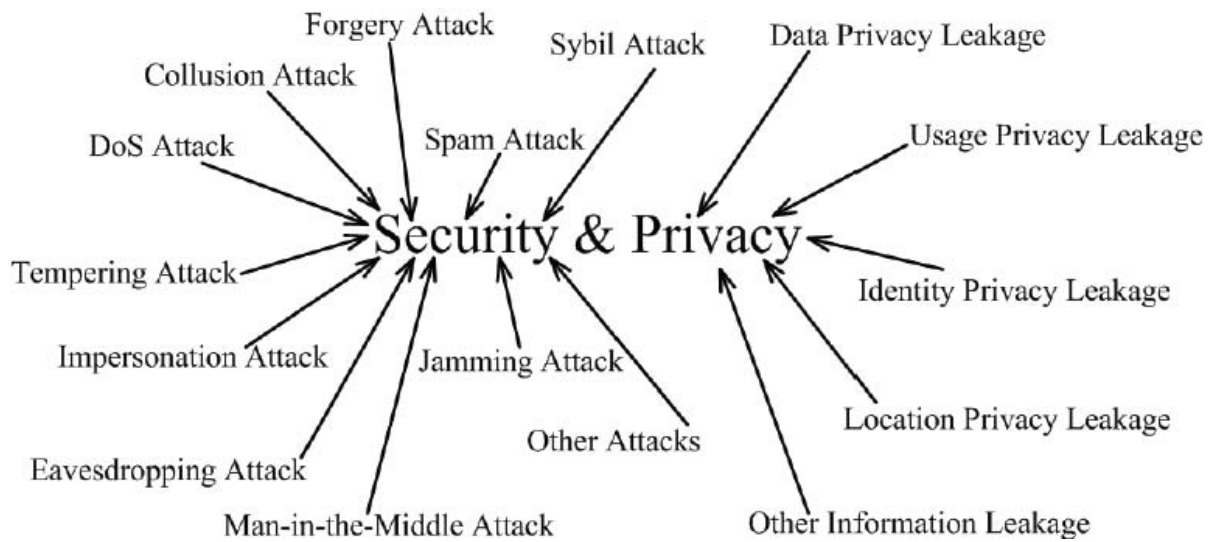 Forgery Attack
Sybil Attack
Data Privacy Leakage
Collusion Attack
DoS Attack
Spam Attack
Usage Privacy Leakage
Security & Privacy
Tempering Attack
Identity Privacy Leakage
Impersonation Attack
Jamming Attack
Location Privacy Leakage
Other Attacks
Eavesdropping Attack
Man-in-the-Middle Attack
Other Information Leakage